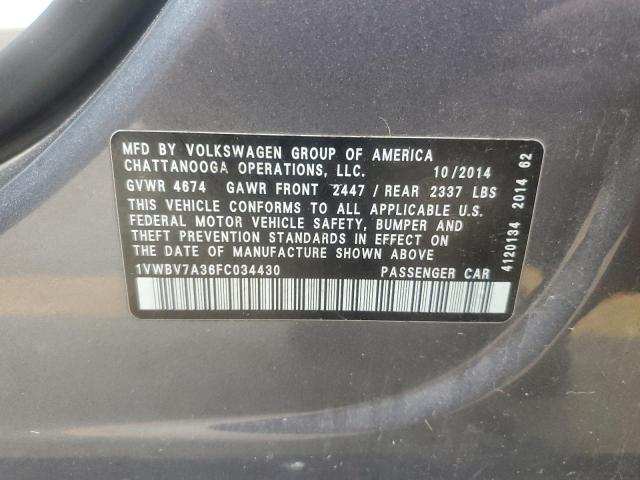 MFD BY VOLKSWAGEN GROUP OF AMERICA
CHATTANOOGA OPERATIONS, LLC. 10/2014
GVWR 4674 GAWR FRONT 2447 / REAR 2337 LBS
THIS VEHICLE CONFORMS TO ALL APPLICABLE U.S.
FEDERAL MOTOR VEHICLE SAFETY, BUMPER AND
THEFT PREVENTION STANDARDS IN EFFECT ON
THE DATE OF MANUFACTURE SHOWN ABOVE
1VWBV7A36FC034430 PASSENGER CAR
4120134 2014 62